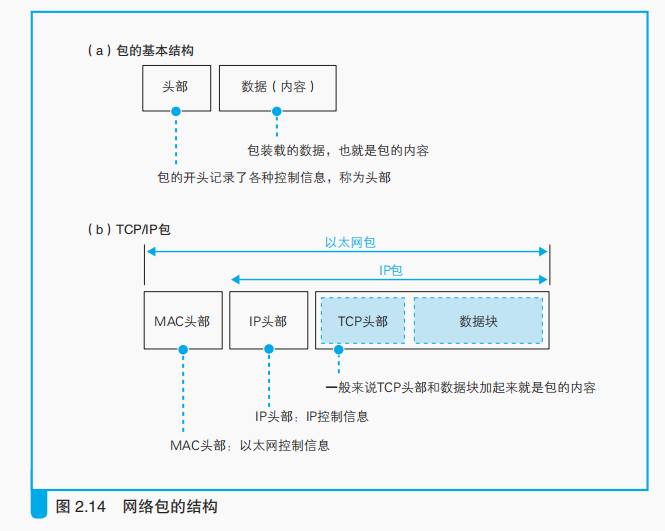 （a）包的基本结构
头部
数据（内容）
包装载的数据，也就是包的内容
包的开头记录了各种控制信息，称为头部
（b）TCP/IP包
以太网包
IP包
MAC头部
IP头部
TCP头部
数据块
一般来说TCP头部和数据块加起来就是包的内容
IP头部：IP控制信息
MAC头部：以太网控制信息
图 2.14 网络包的结构